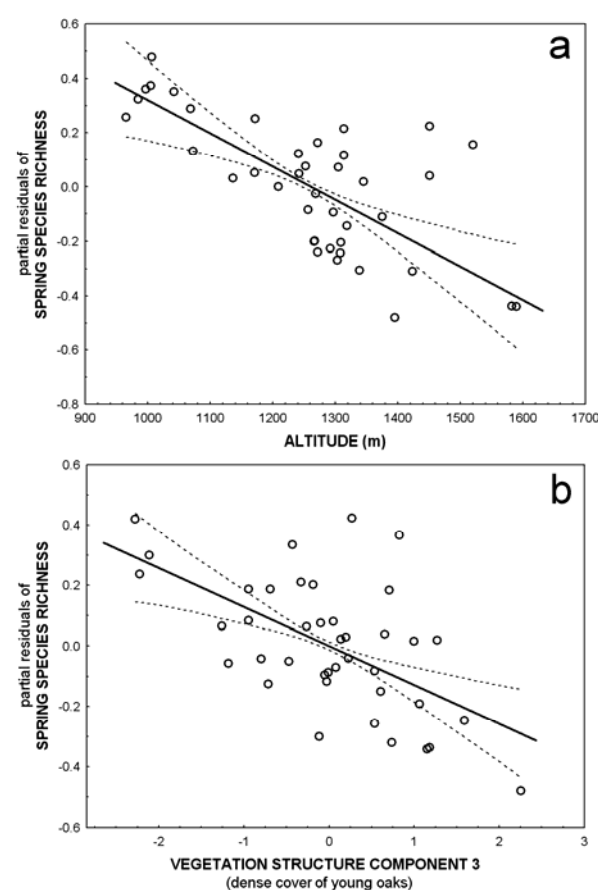 a
partial residuals of
SPRING SPECIES RICHNESS
0.6
0.4
0.2
0.0
-0.2
-0.4
-0.6
-0.8
900 1000 1100 1200 1300 1400 1500 1600 1700
ALTITUDE (m)
b
partial residuals of
SPRING SPECIES RICHNESS
0.6
0.4
0.2
0.0
-0.2
-0.4
-0.6
-2 -1 0 1 2
VEGETATION STRUCTURE COMPONENT 3
(dense cover of young oaks)